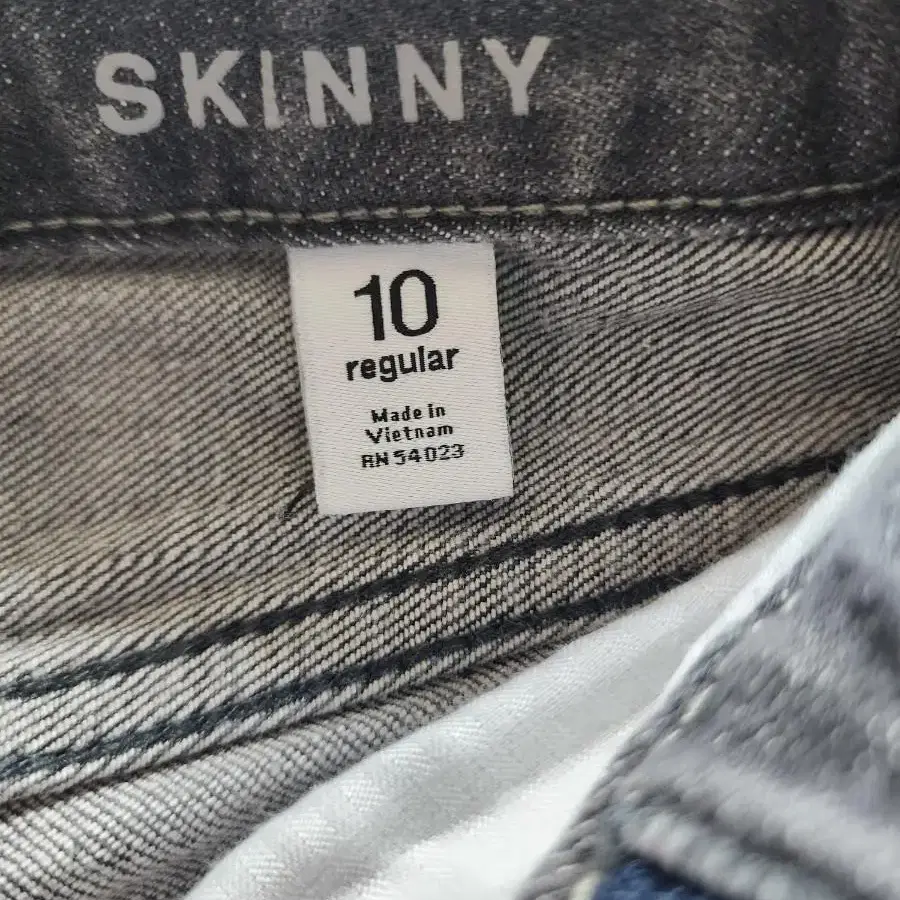 SKINNY
10
regular
Made in
Vietnam
RN 54023